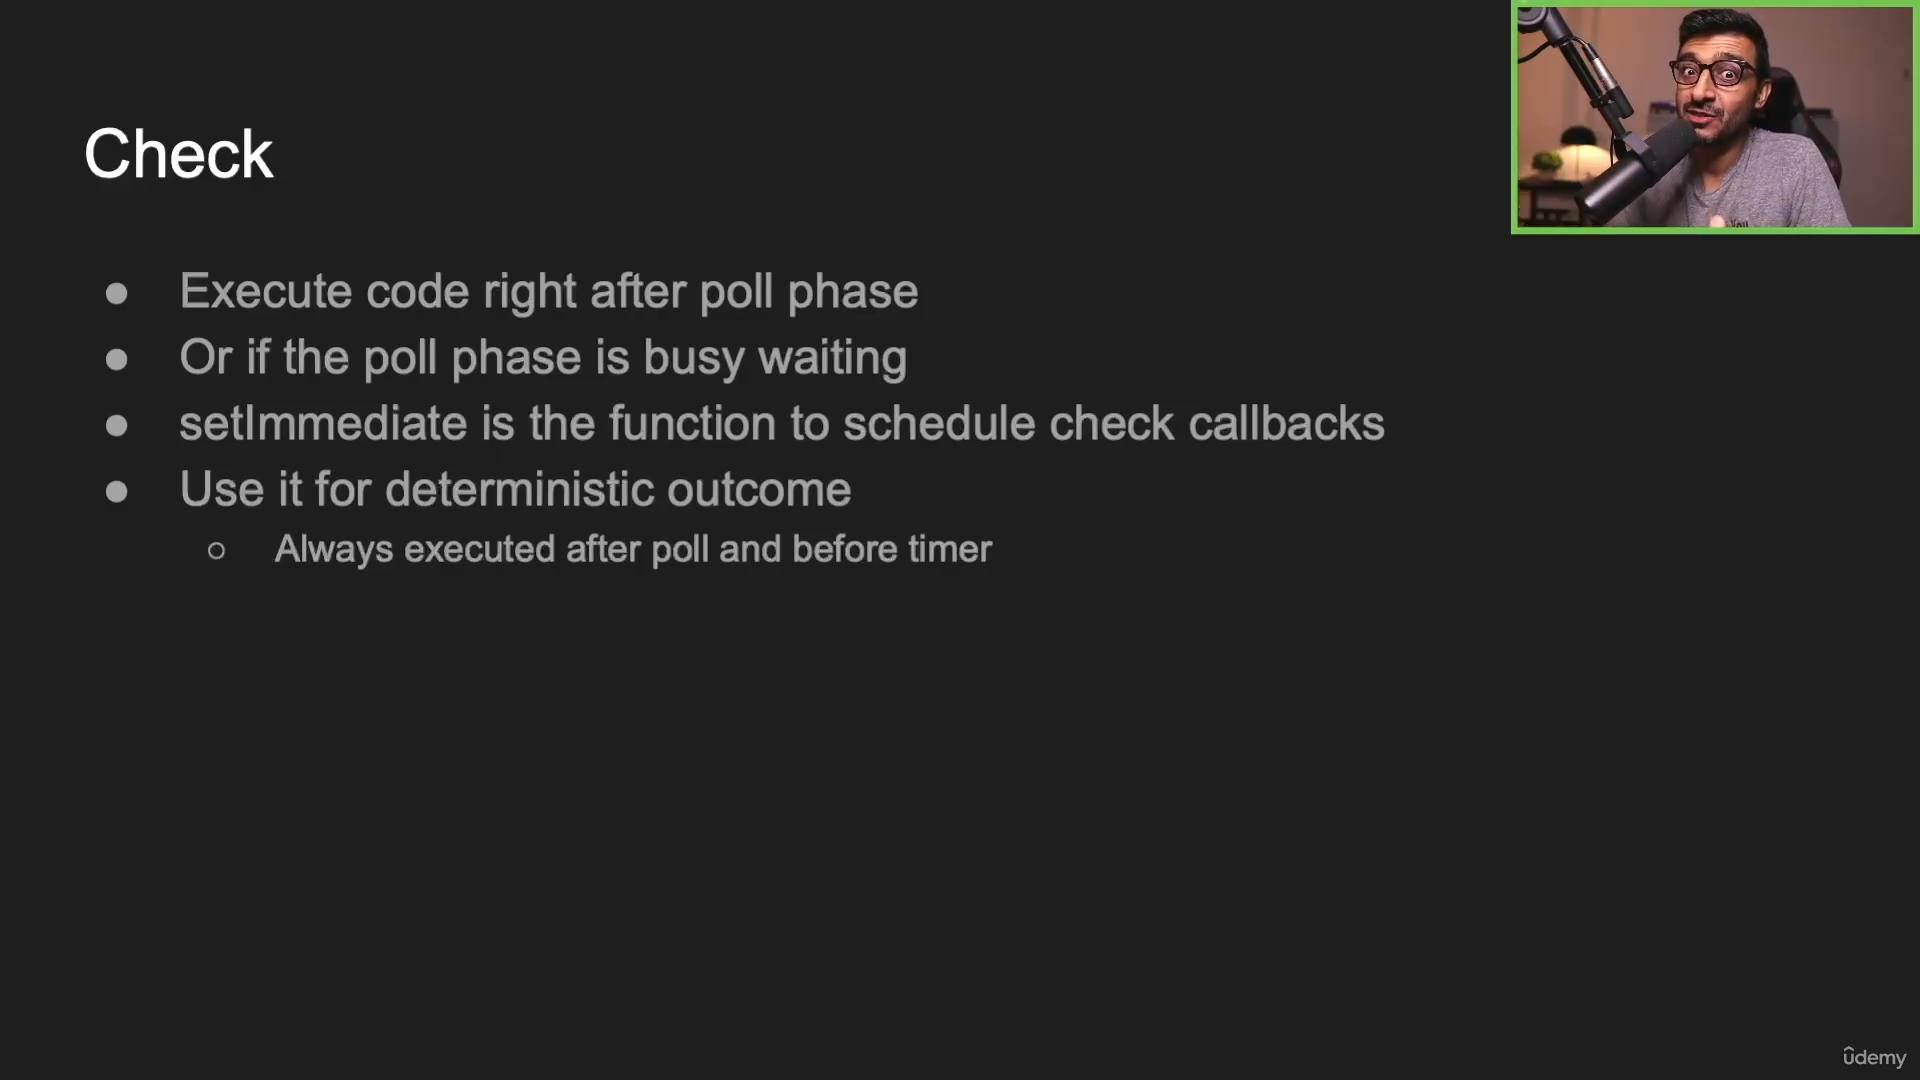 Check
● Execute code right after poll phase
● Or if the poll phase is busy waiting
● setImmediate is the function to schedule check callbacks
● Use it for deterministic outcome
○ Always executed after poll and before timer
ûdemy